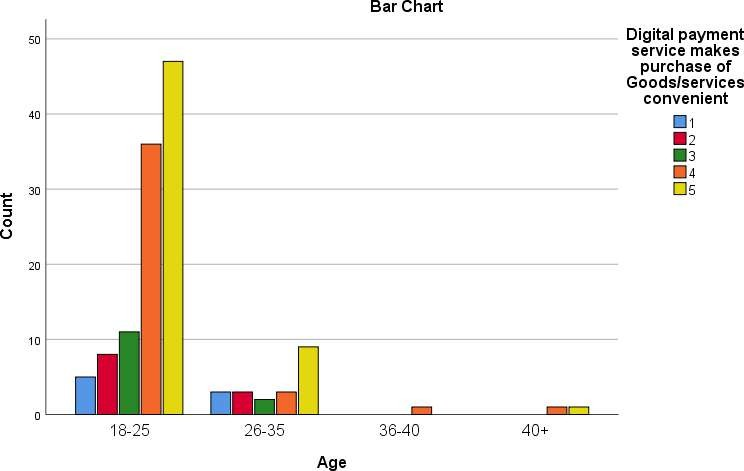 Bar Chart
Digital payment
service makes
purchase of
Goods/services
convenient
1
2
3
4
5
Count
50
40
30
20
10
0
18-25
26-35
36-40
40+
Age